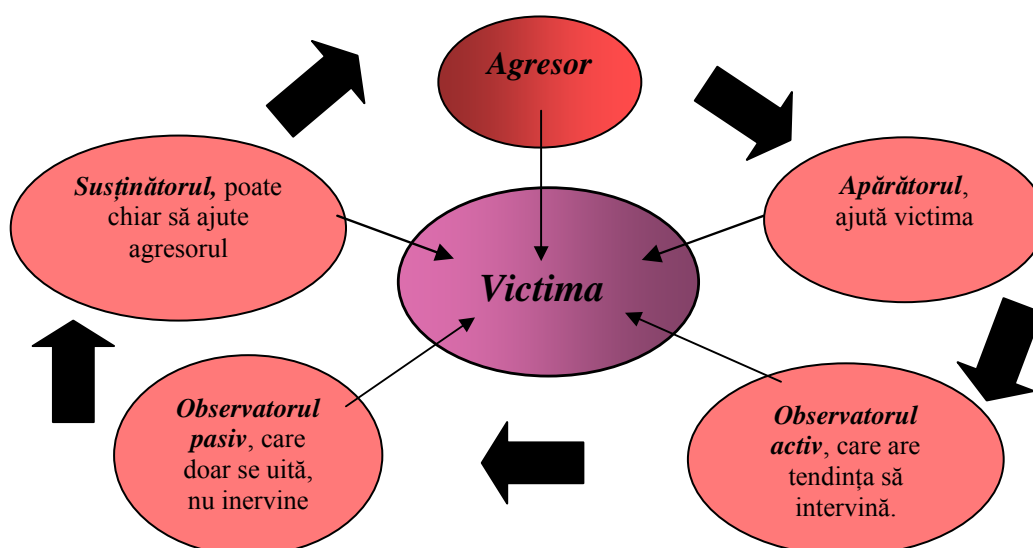 Agresor
Susținătorul, poate
chiar să ajute
agresorul
Apărătorul,
ajută victima
Victima
Observatorul
pasiv, care
doar se uită,
nu inervine
Observatorul
activ, care are
tendința să
intervină.